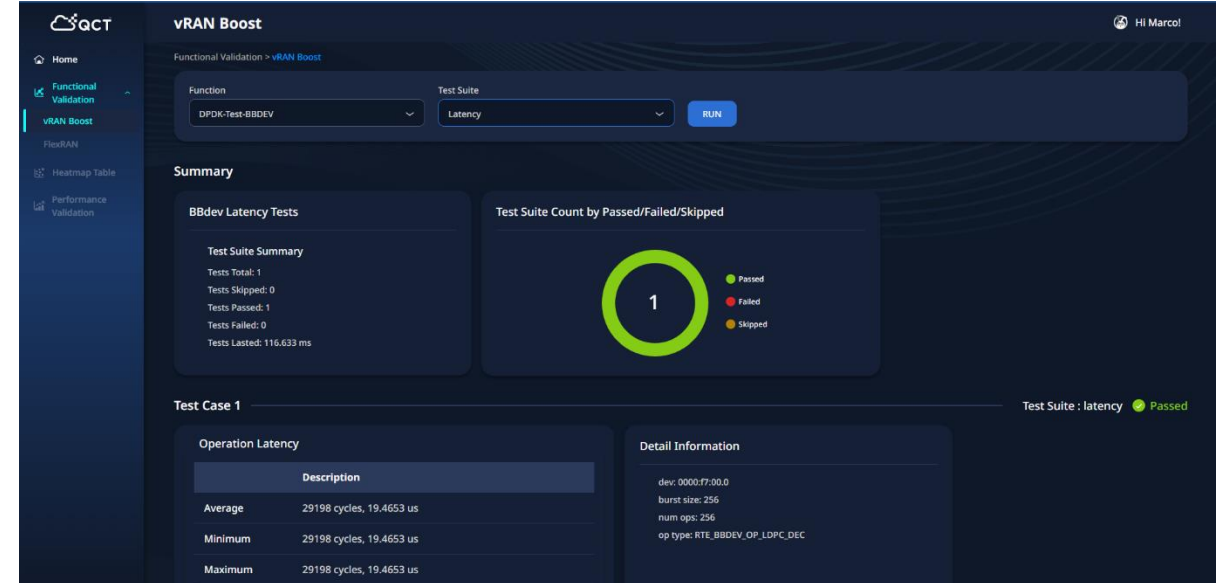 QCT
vRAN Boost
Hi Marco!
Home
Functional
Validation
vRAN Boost
FlexRAN
Heatmap Table
Performance
Validation
Functional Validation > vRAN Boost
Function
Test Suite
DPDK-Test-BBDEV
Latency
RUN
Summary
BBdev Latency Tests
Test Suite Summary
Tests Total: 1
Tests Skipped: 0
Tests Passed: 1
Tests Failed: 0
Tests Lasted: 116.633 ms
Test Suite Count by Passed/Failed/Skipped
1
Passed
Failed
Skipped
Test Case 1
Test Suite : latency
Passed
Operation Latency
Description
Average 29198 cycles, 19.4653 us
Minimum 29198 cycles, 19.4653 us
Maximum 29198 cycles, 19.4653 us
Detail Information
dev: 0000:f7:00.0
burst size: 256
num ops: 256
op type: RTE_BBDEV_OP_LDPC_DEC